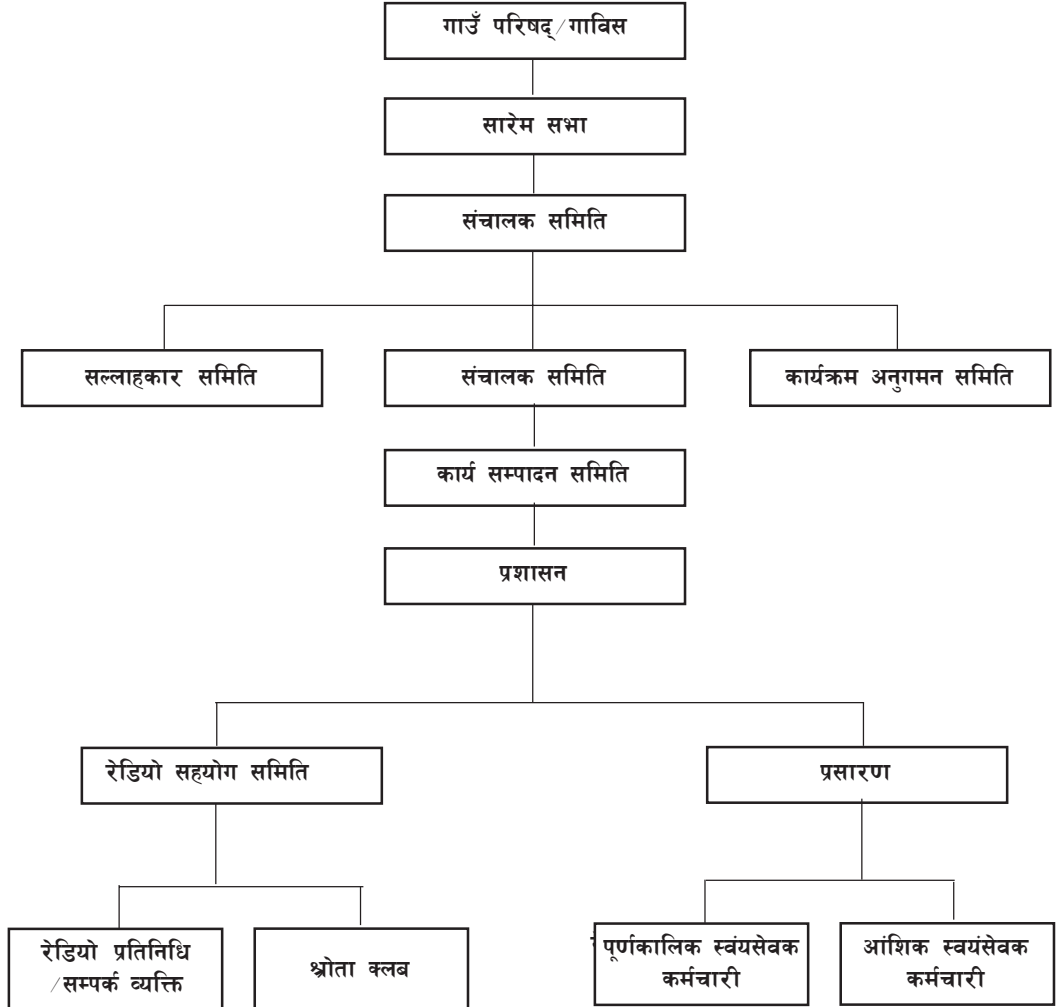 गाउँ परिषद्/गाविस
सारेम सभा
संचालक समिति
सल्लाहकार समिति
संचालक समिति
कार्यक्रम अनुगमन समिति
कार्य सम्पादन समिति
प्रशासन
रेडियो सहयोग समिति
प्रसारण
रेडियो प्रतिनिधि
/सम्पर्क व्यक्ति
श्रोता क्लब
पूर्णकालिक स्वंयसेवक
कर्मचारी
आंशिक स्वयंसेवक
कर्मचारी